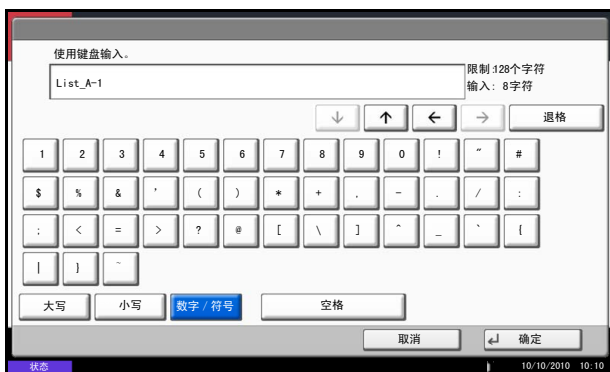 使用键盘输入。
限制:128个字符
List_A-1
输入: 8字符
↓ ↑ ← → 退格
1 2 3 4 5 6 7 8 9 0 ! " #
$ % & ' ( ) * + , - . / :
; < = > ? @ [ \ ] ^ _ ` {
| } ~
大写 小写 数字 / 符号 空格
取消 ↵ 确定
状态 10/10/2010 10:10